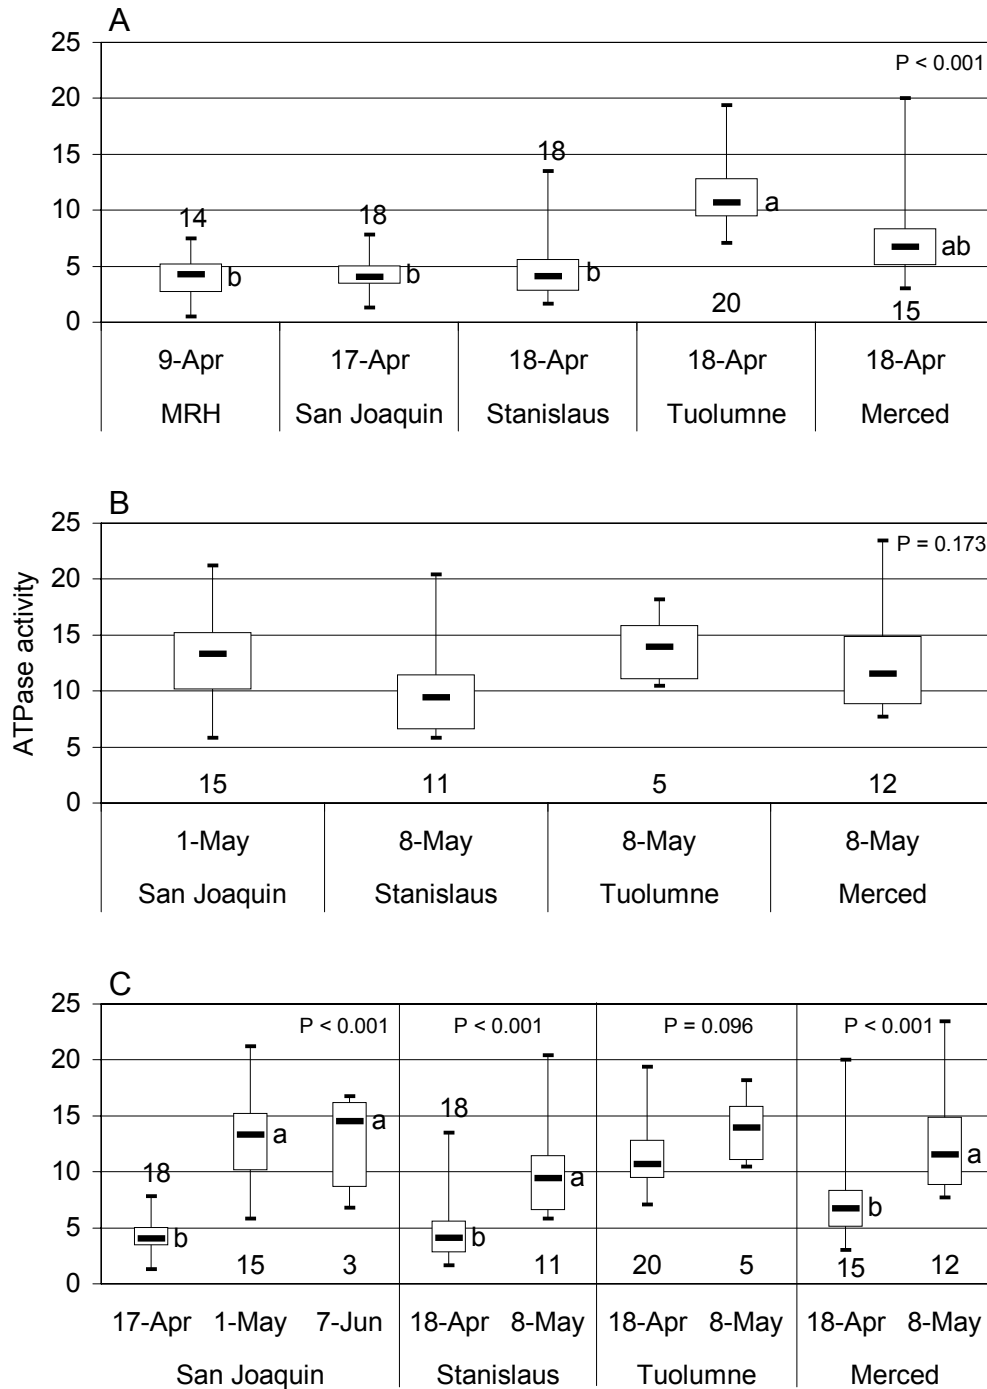 A
25
P < 0.001
20
18
15
14
18
a
10
b
b
b
ab
5
20
15
0
9-Apr 17-Apr 18-Apr 18-Apr 18-Apr
MRH San Joaquin Stanislaus Tuolumne Merced
B
25
P = 0.173
20
15
10
5
15 11 5 12
0
ATPase activity
1-May 8-May 8-May 8-May
San Joaquin Stanislaus Tuolumne Merced
C
25
P < 0.001 P < 0.001 P = 0.096 P < 0.001
20
18
15
a a
18
10
a a
5
b b b
15 3 11 20 5 15 12
0
17-Apr 1-May 7-Jun 18-Apr 8-May 18-Apr 8-May 18-Apr 8-May
San Joaquin Stanislaus Tuolumne Merced